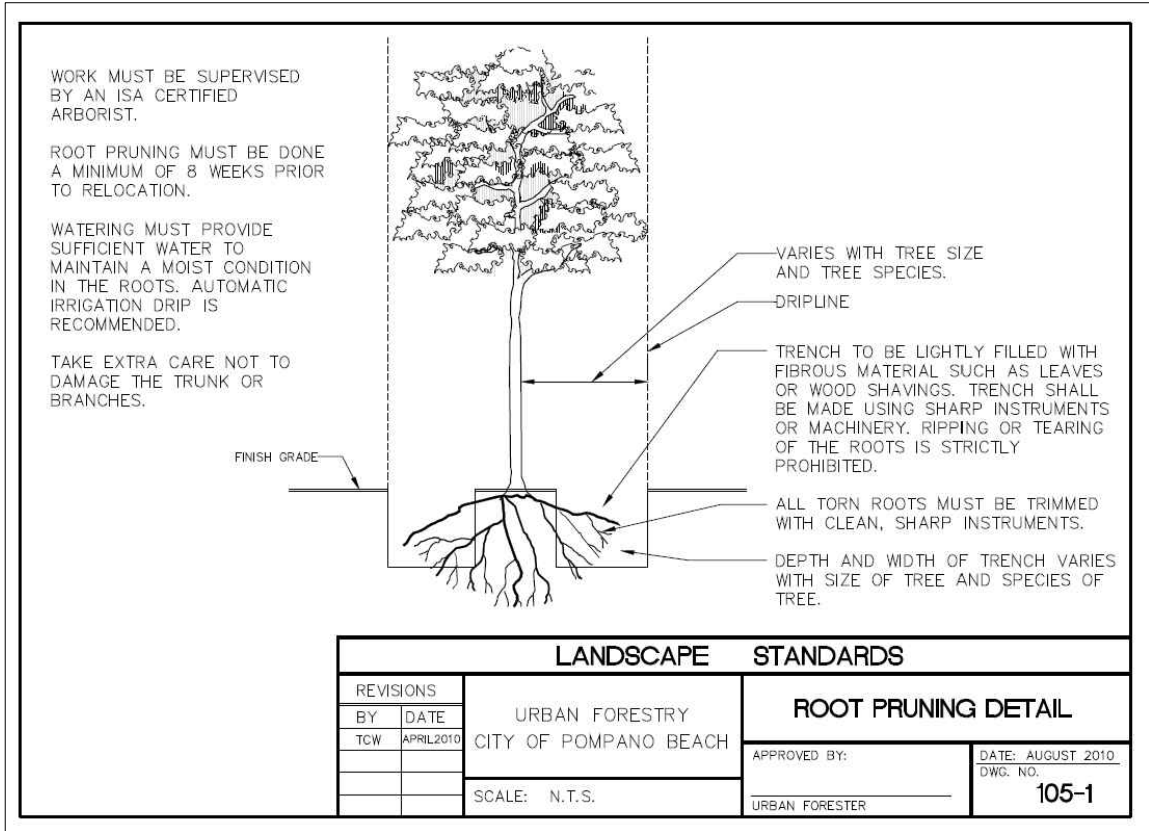 WORK MUST BE SUPERVISED
BY AN ISA CERTIFIED
ARBORIST.
ROOT PRUNING MUST BE DONE
A MINIMUM OF 8 WEEKS PRIOR
TO RELOCATION.
WATERING MUST PROVIDE
SUFFICIENT WATER TO
MAINTAIN A MOIST CONDITION
IN THE ROOTS. AUTOMATIC
IRRIGATION DRIP IS
RECOMMENDED.
TAKE EXTRA CARE NOT TO
DAMAGE THE TRUNK OR
BRANCHES.
FINISH GRADE
VARIES WITH TREE SIZE
AND TREE SPECIES.
DRIPLINE
TRENCH TO BE LIGHTLY FILLED WITH
FIBROUS MATERIAL SUCH AS LEAVES
OR WOOD SHAVINGS. TRENCH SHALL
BE MADE USING SHARP INSTRUMENTS
OR MACHINERY. RIPPING OR TEARING
OF THE ROOTS IS STRICTLY
PROHIBITED.
ALL TORN ROOTS MUST BE TRIMMED
WITH CLEAN, SHARP INSTRUMENTS.
DEPTH AND WIDTH OF TRENCH VARIES
WITH SIZE OF TREE AND SPECIES OF
TREE.
LANDSCAPE STANDARDS
REVISIONS
BY DATE
TCW APRIL2010
URBAN FORESTRY
CITY OF POMPANO BEACH
SCALE: N.T.S.
ROOT PRUNING DETAIL
APPROVED BY:
URBAN FORESTER
DATE: AUGUST 2010
DWG. NO.
105-1